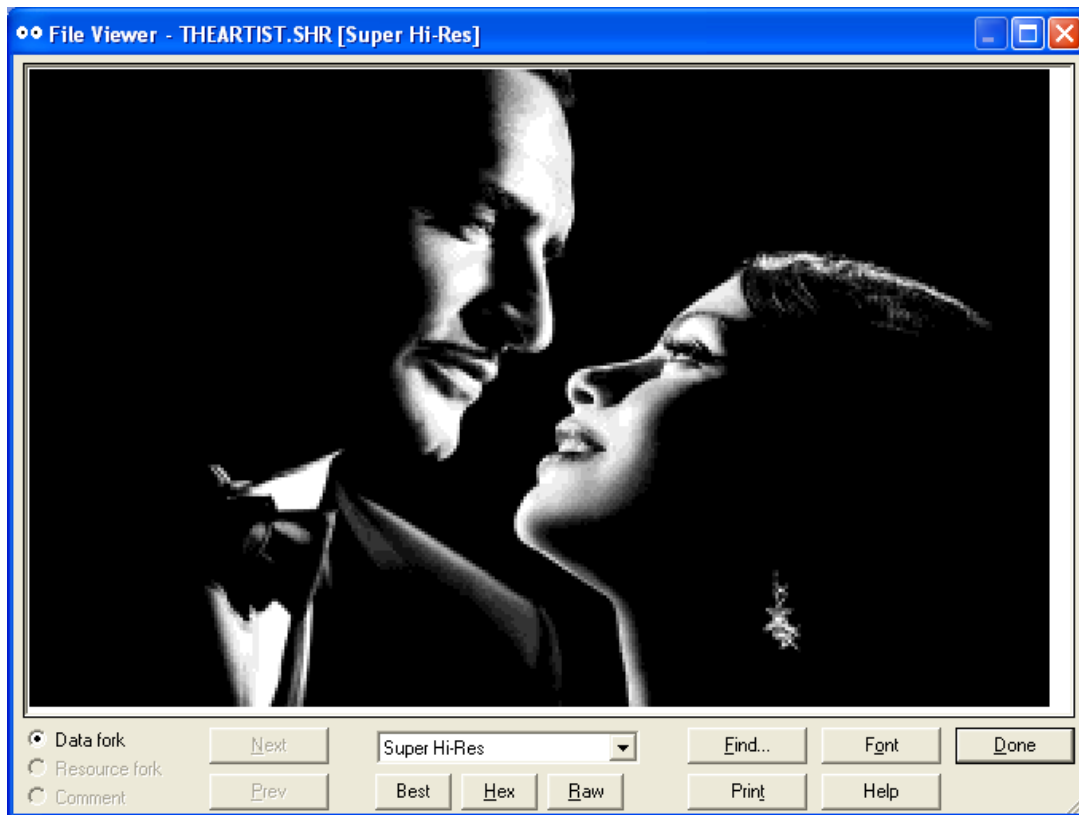 File Viewer - THEARTIST.SHR [Super Hi-Res]
Data fork
Resource fork
Comment
Next
Prev
Super Hi-Res
Best
Hex
Raw
Find...
Print
Font
Help
Done